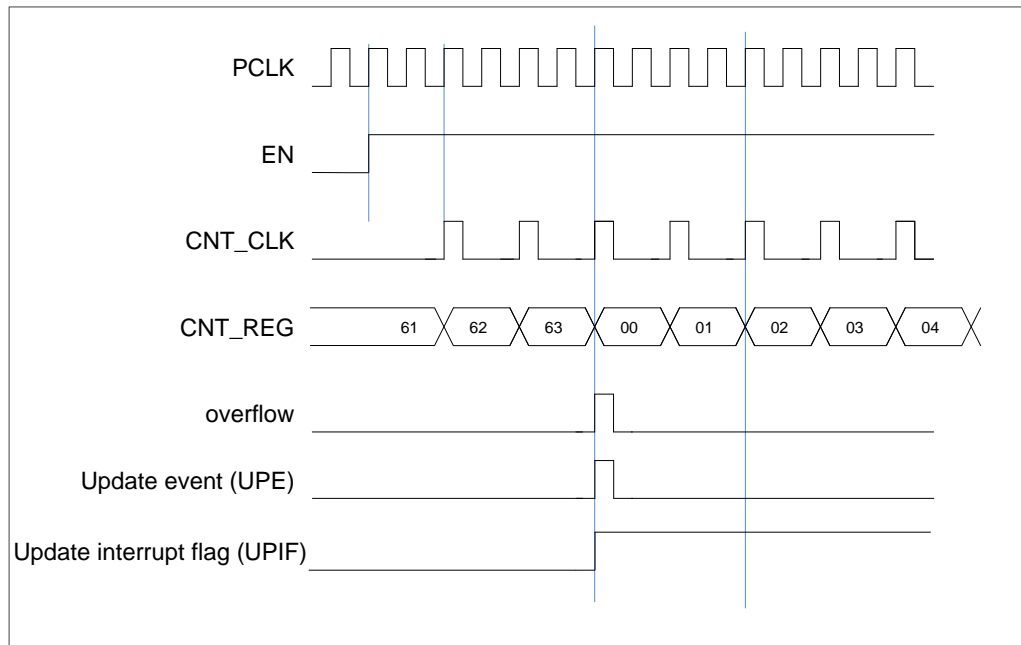 PCLK
EN
CNT_CLK
CNT_REG 61 62 63 00 01 02 03 04
overflow
Update event (UPE)
Update interrupt flag (UPIF)